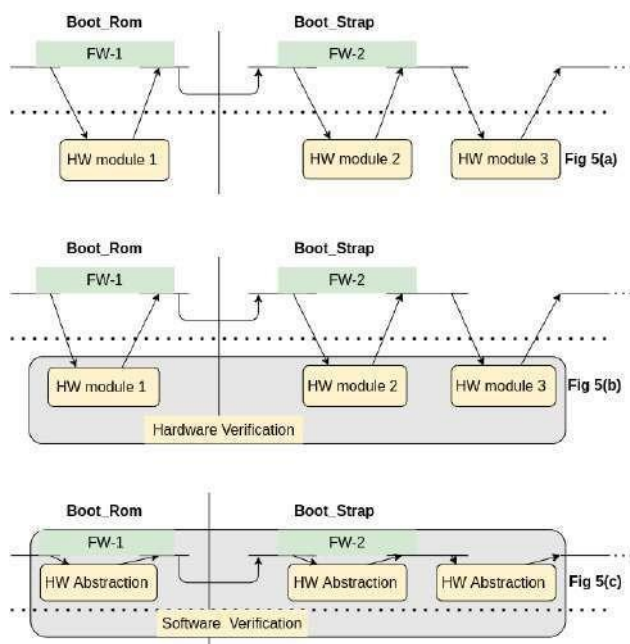 Boot_Rom Boot_Strap
FW-1 FW-2
HW module 1 HW module 2 HW module 3 Fig 5(a)
Boot_Rom Boot_Strap
FW-1 FW-2
HW module 1 HW module 2 HW module 3 Fig 5(b)
Hardware Verification
Boot_Rom Boot_Strap
FW-1 FW-2
HW Abstraction HW Abstraction HW Abstraction Fig 5(c)
Software Verification